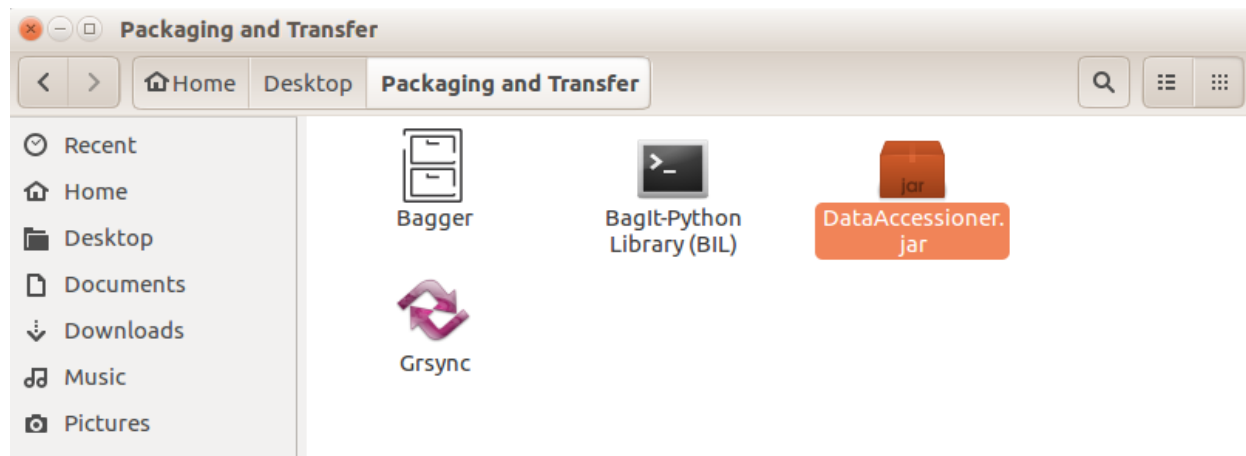 Packaging and Transfer
Home Desktop Packaging and Transfer
Recent
Home
Desktop
Documents
Downloads
Music
Pictures
Bagger
>_
BagIt-Python
Library (BIL)
jar
DataAccessioner.
jar
Grsync